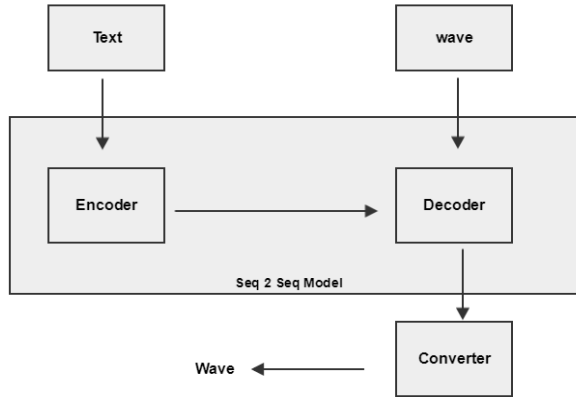 Text
wave
Encoder
Decoder
Seq 2 Seq Model
Converter
Wave